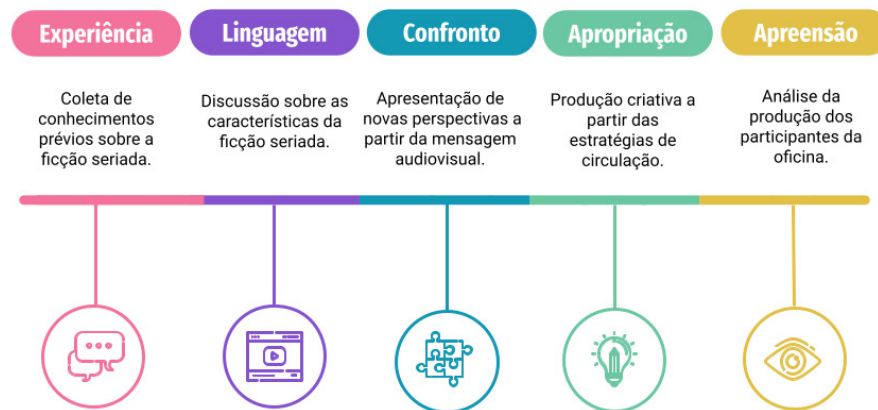 Experiência
Linguagem
Confronto
Apropriação
Apreensão
Coleta de
conhecimentos
prévios sobre a
ficção seriada.
Discussão sobre as
características da
ficção seriada.
Apresentação de
novas perspectivas a
partir da mensagem
audiovisual.
Produção criativa a
partir das
estratégias de
circulação.
Análise da
produção dos
participantes da
oficina.